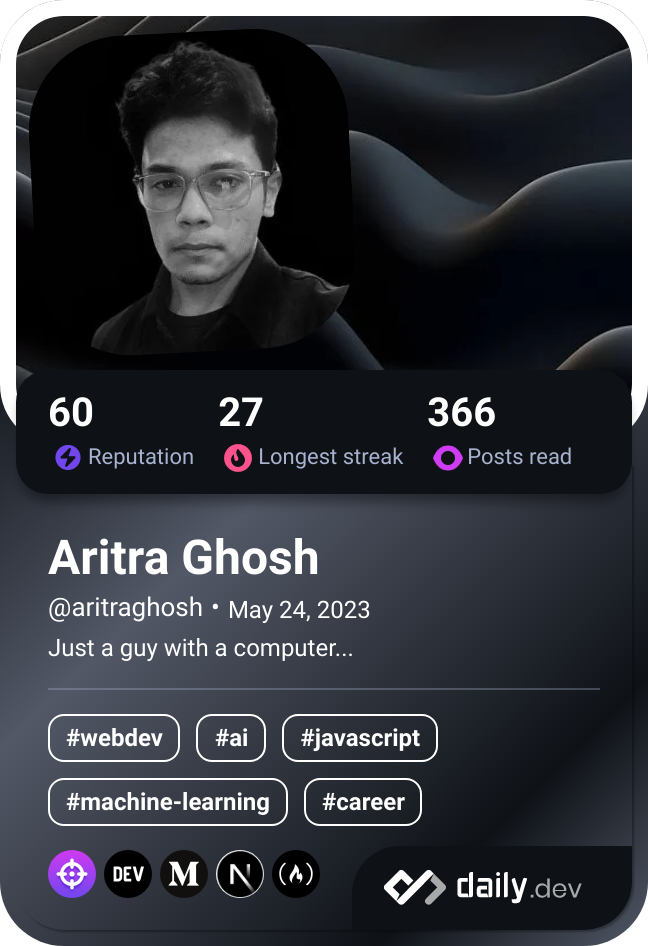 60 27 366
Reputation Longest streak Posts read
Aritra Ghosh
@aritraghosh • May 24, 2023
Just a guy with a computer...
#webdev #ai #javascript
#machine-learning #career
DEV M N daily.dev